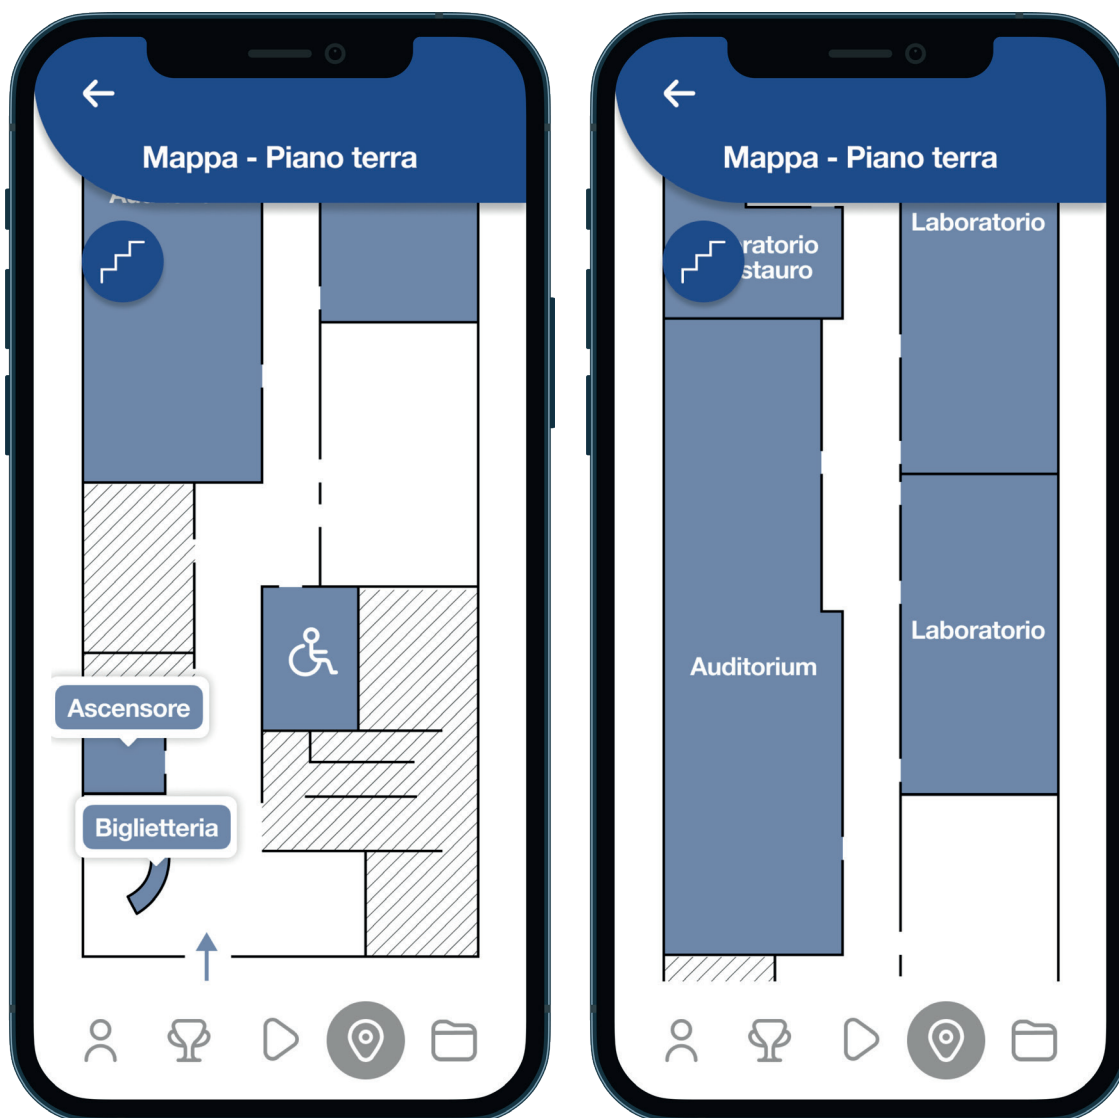 Mappa - Piano terra
Ascensore
Biglietteria
Mappa - Piano terra
Laboratorio
ratorio
stauro
Laboratorio
Auditorium